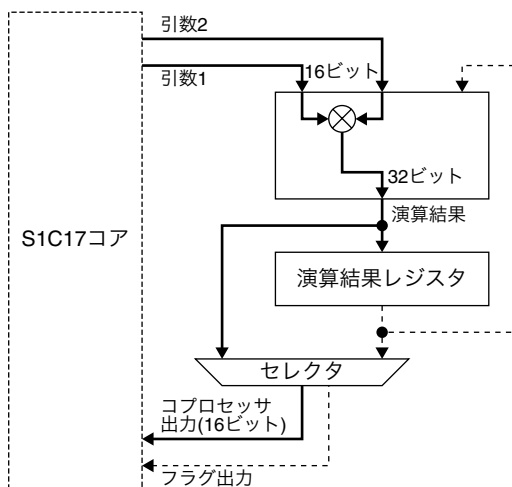 引数2
引数1
16ビット
32ビット
演算結果
S1C17コア
演算結果レジスタ
セレクタ
コプロセッサ
出力(16ビット)
フラグ出力